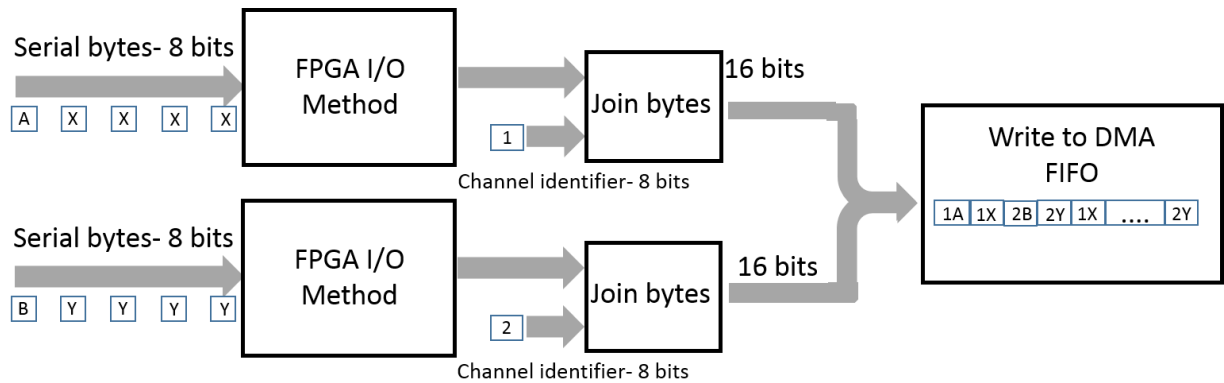 Serial bytes- 8 bits
A X X X X
FPGA I/O
Method
1
Channel identifier- 8 bits
Join bytes
16 bits
Serial bytes- 8 bits
B Y Y Y Y
FPGA I/O
Method
2
Channel identifier- 8 bits
Join bytes
16 bits
Write to DMA
FIFO
1A 1X 2B 2Y 1X .... 2Y